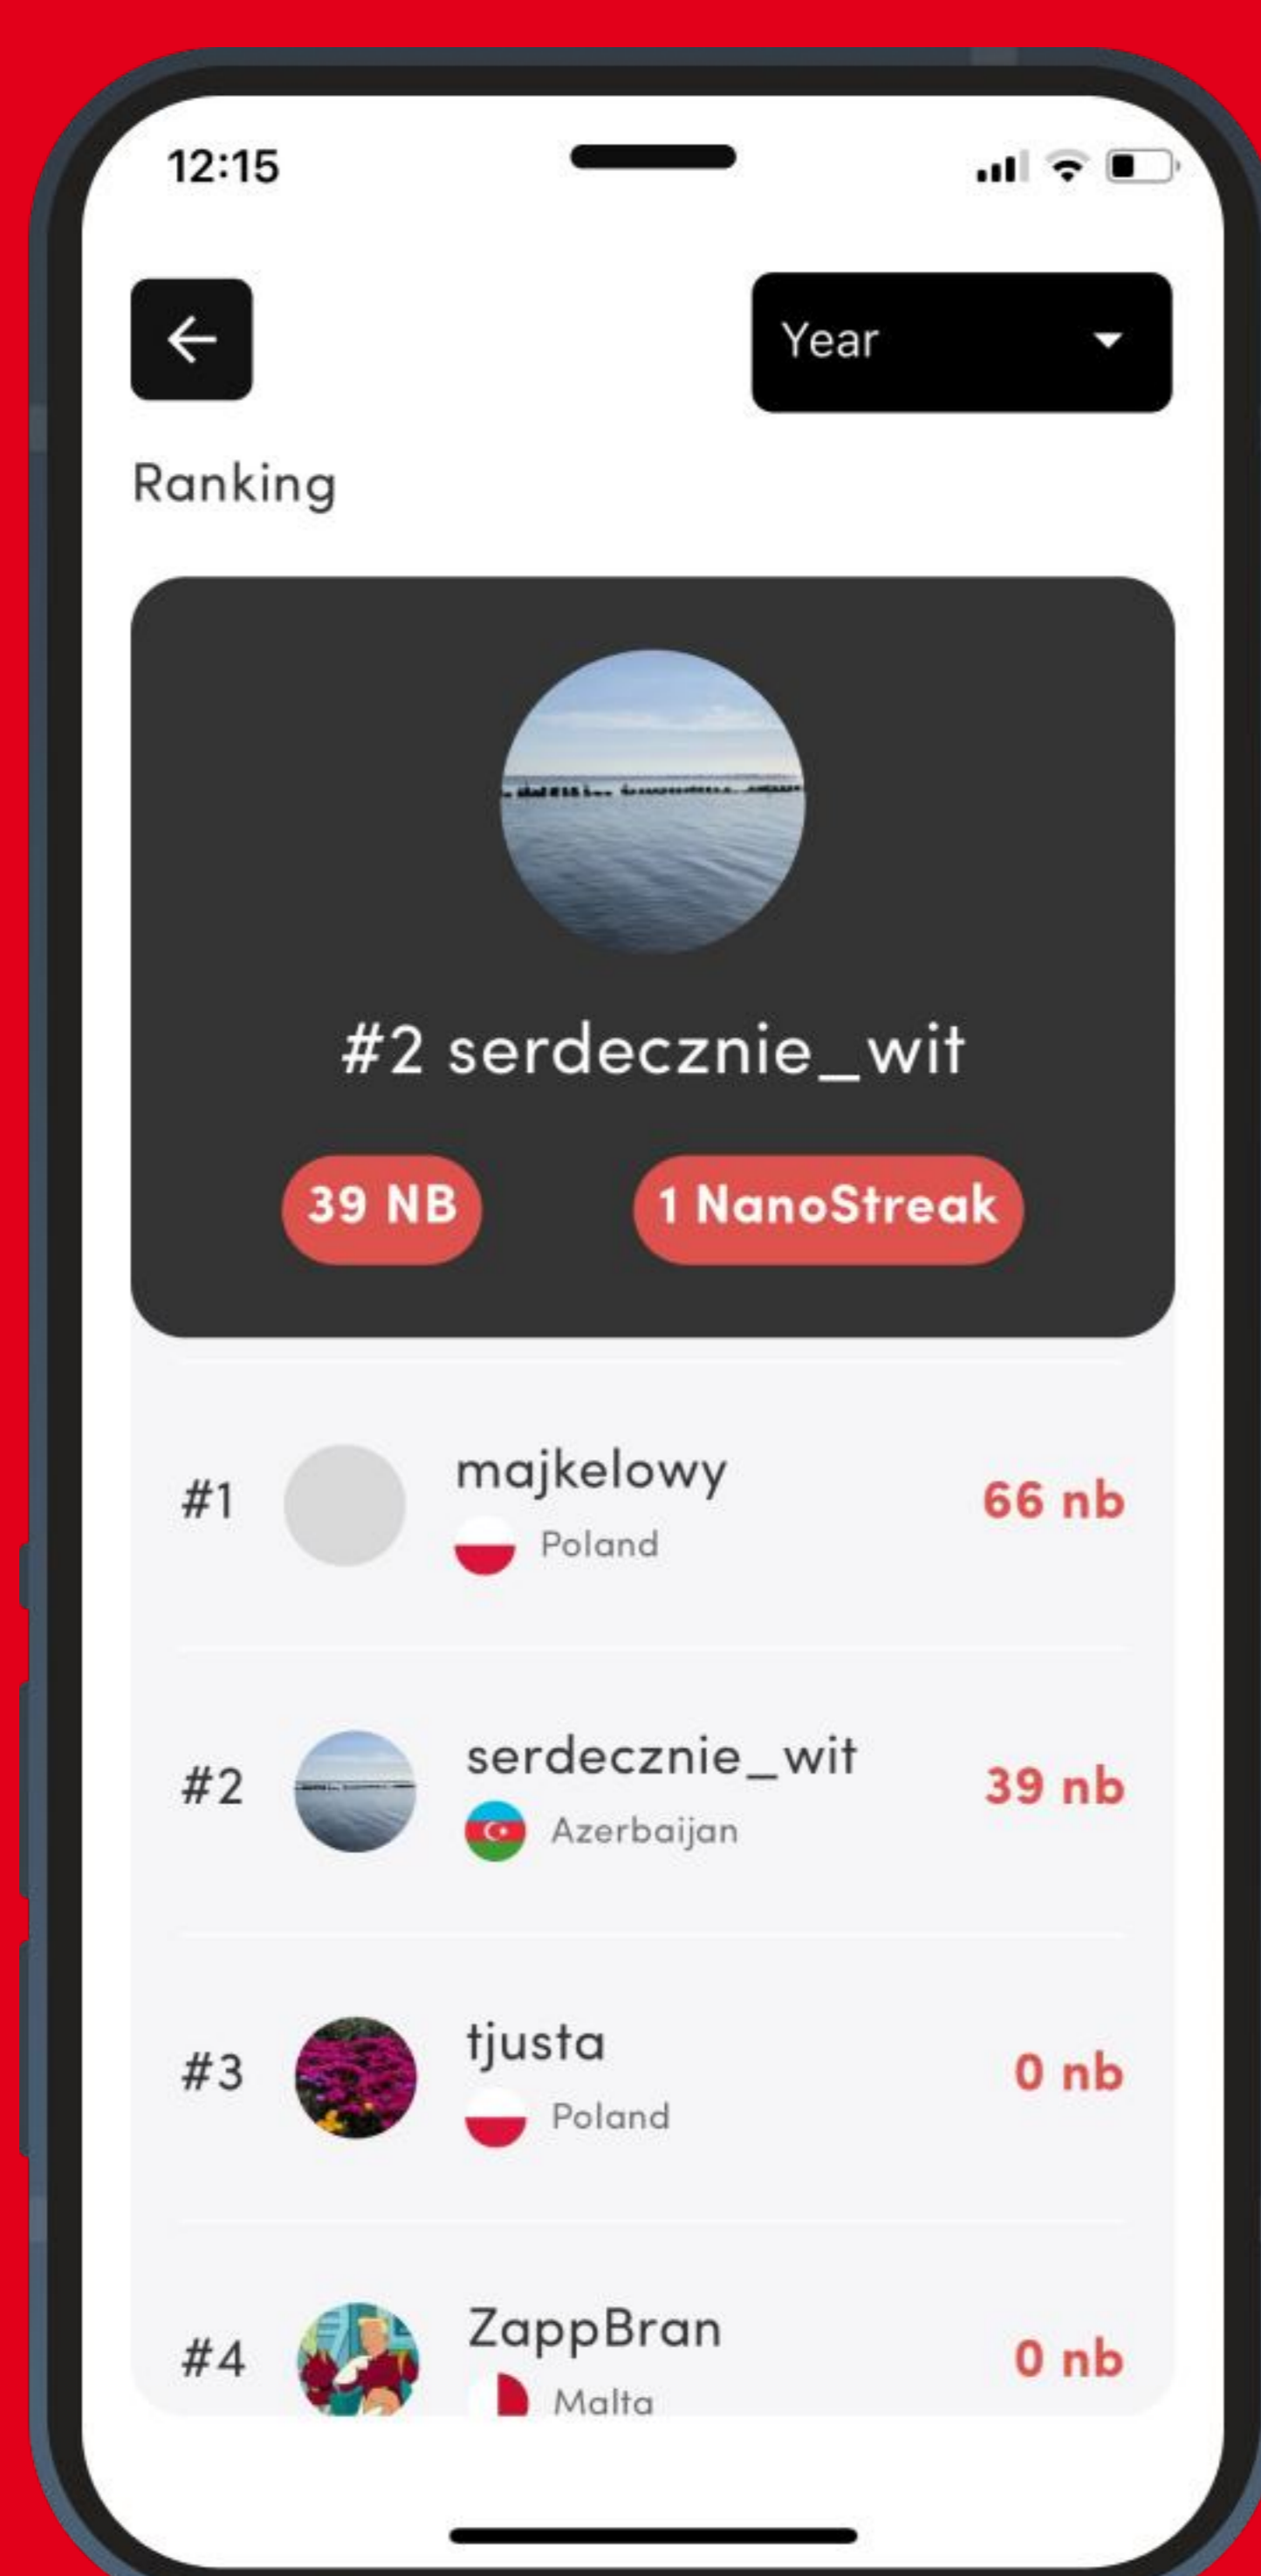 12:15
Year
Ranking
#2 serdecznie_wit
39 NB
1 NanoStreak
#1 majkelowy 66 nb
Poland
#2 serdecznie_wit 39 nb
Azerbaijan
#3 tjusta 0 nb
Poland
#4 ZappBran 0 nb
Malta